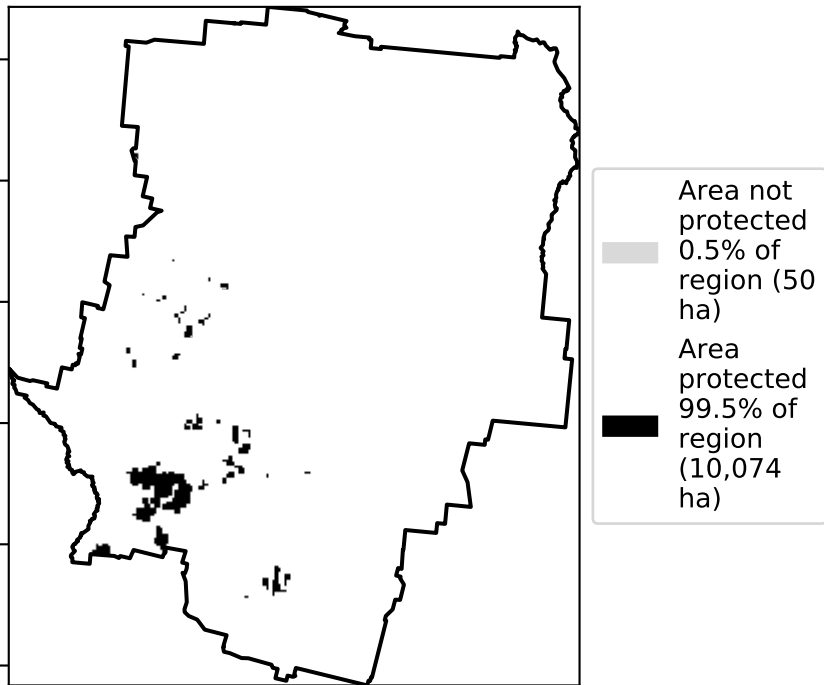 Area not
protected
0.5% of
region (50
ha)
Area
protected
99.5% of
region
(10,074
ha)